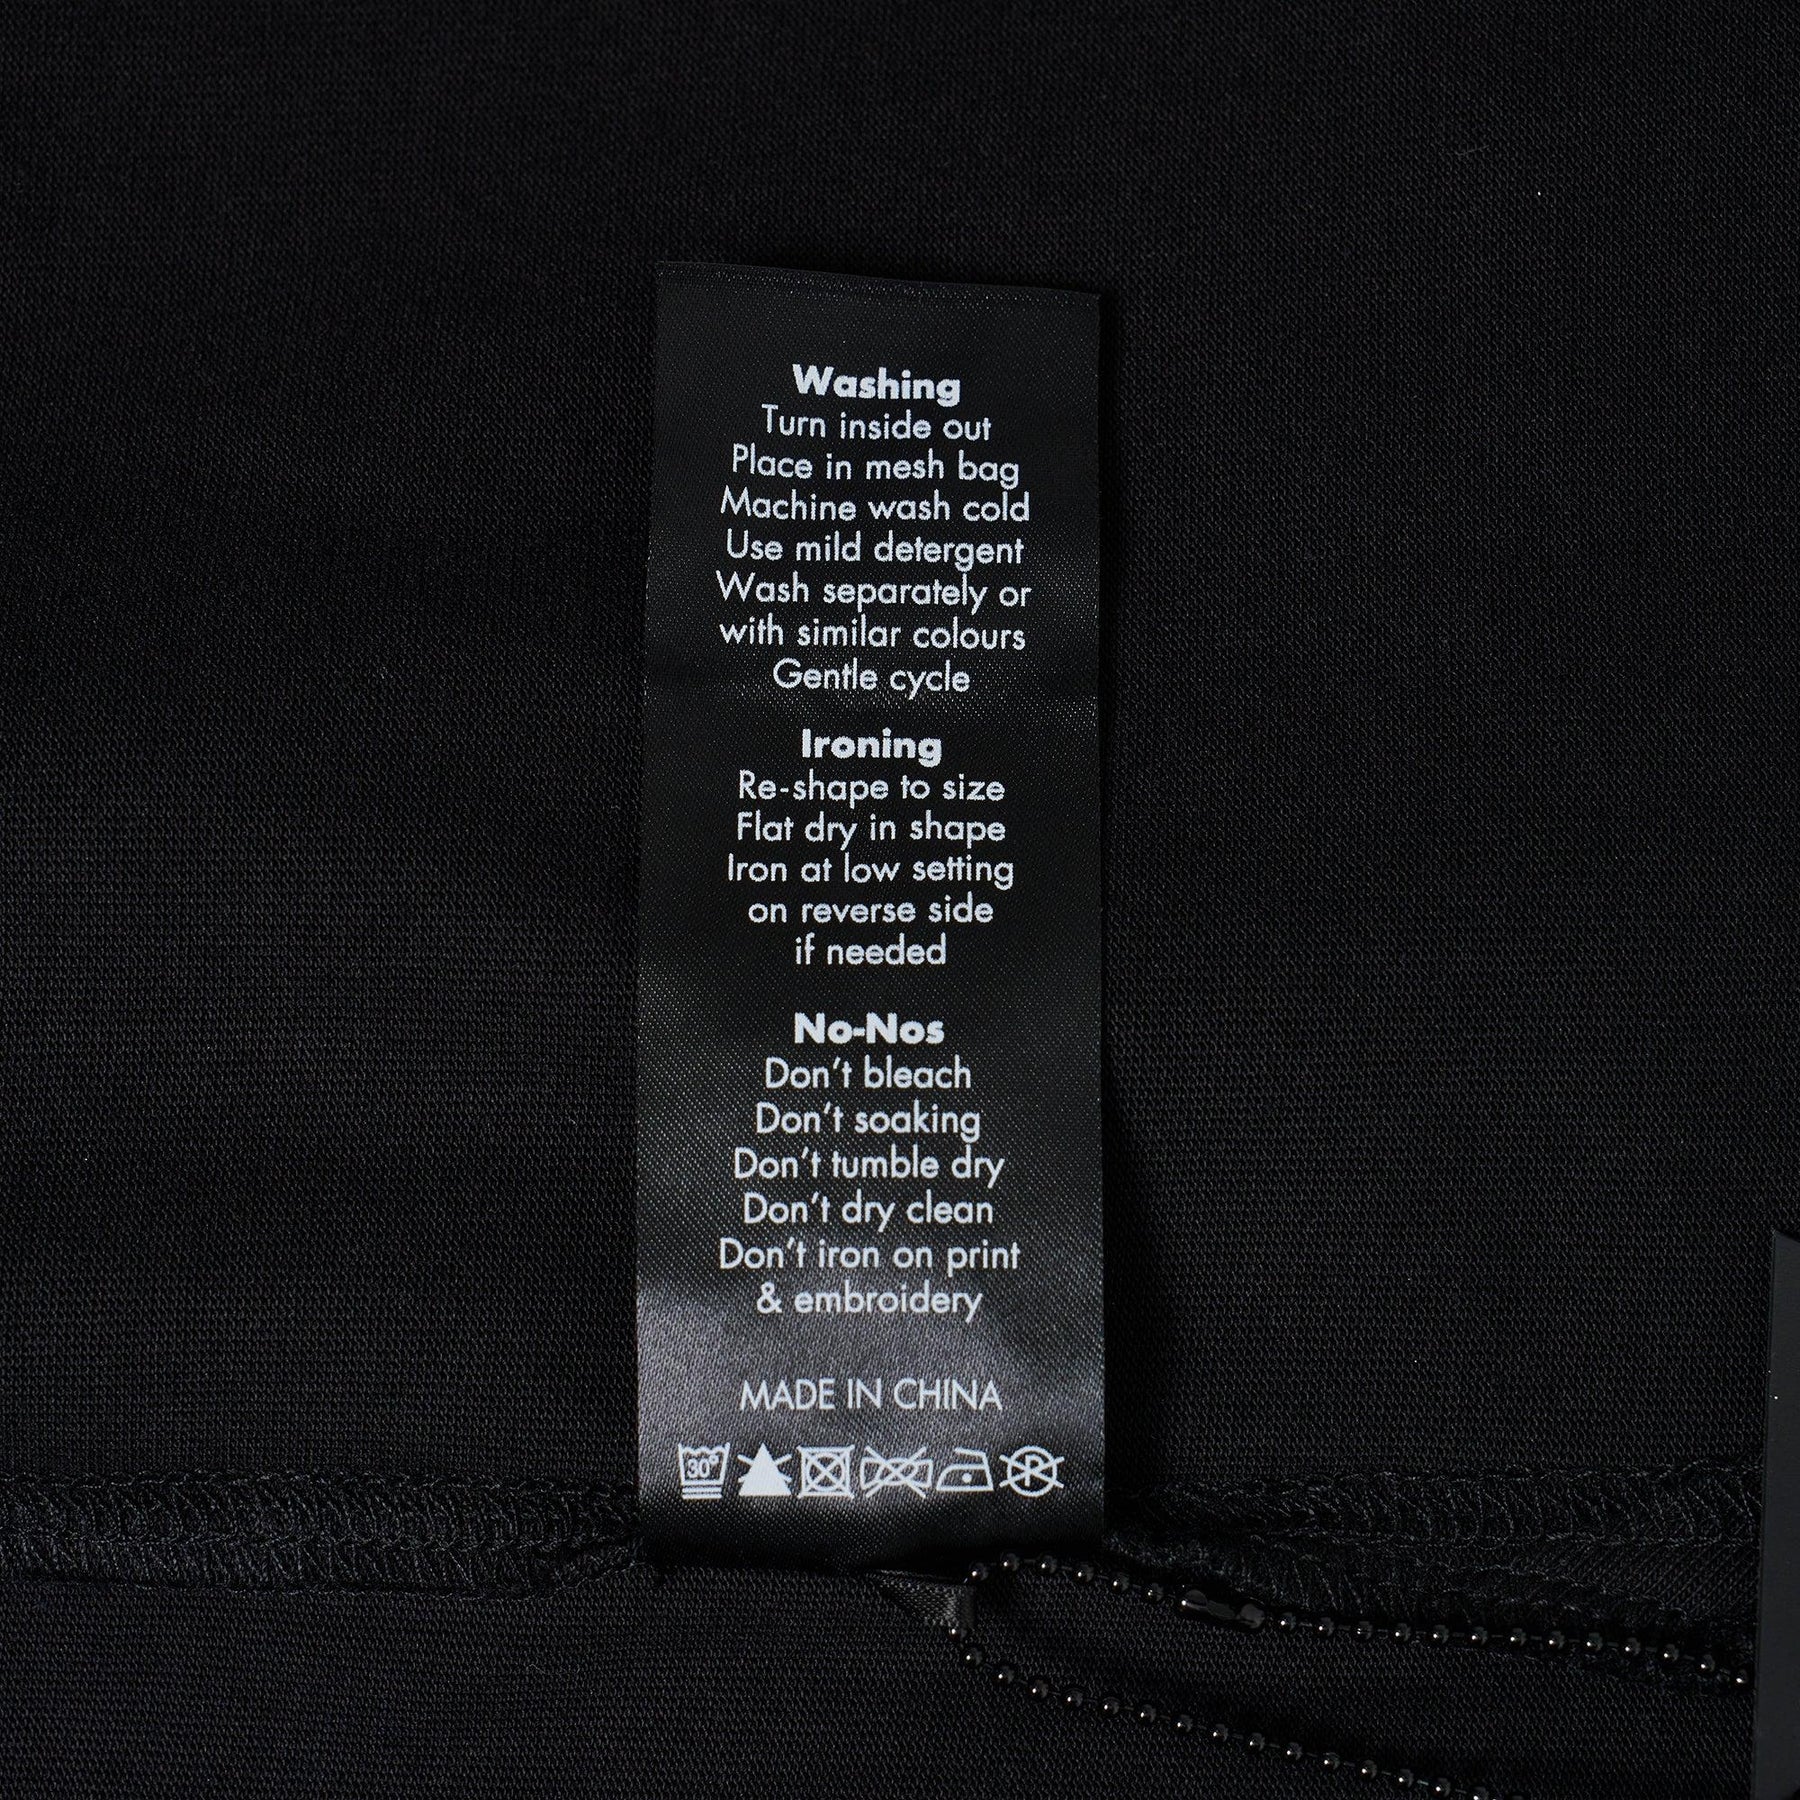 Washing
Turn inside out
Place in mesh bag
Machine wash cold
Use mild detergent
Wash separately or
with similar colours
Gentle cycle
Ironing
Re-shape to size
Flat dry in shape
Iron at low setting
on reverse side
if needed
No-Nos
Don't bleach
Don't soaking
Don't tumble dry
Don't dry clean
Don't iron on print
& embroidery
MADE IN CHINA
30° P